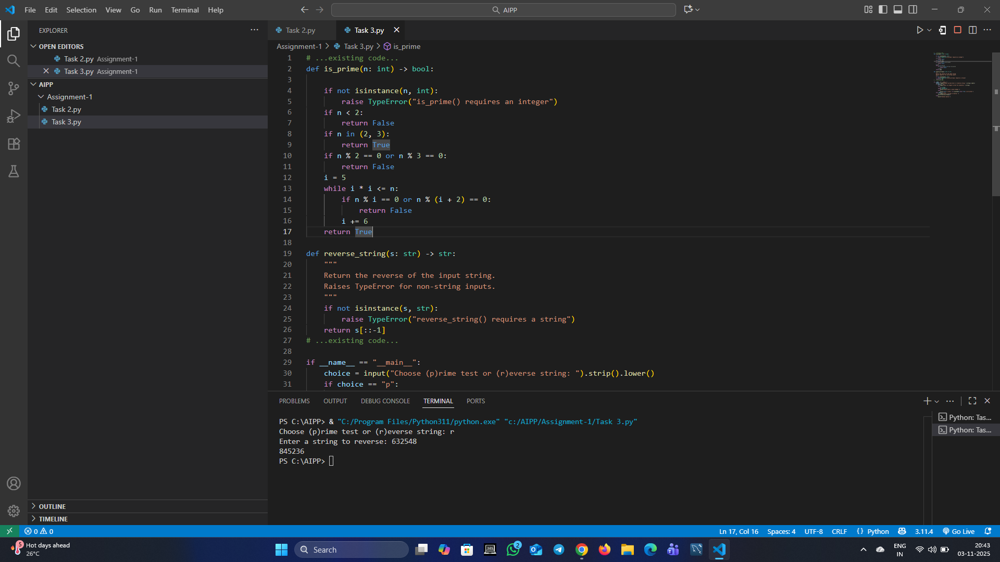 File Edit Selection View Go Run Terminal Help
AIPP
EXPLORER
OPEN EDITORS
Task 2.py Assignment-1
Task 3.py Assignment-1
AIPP
Assignment-1
Task 2.py
Task 3.py
OUTLINE
TIMELINE
Task 2.py
Task 3.py
Assignment-1 > Task 3.py > is_prime
1 # ...existing code...
2 def is_prime(n: int) -> bool:
3
4 if not isinstance(n, int):
5 raise TypeError("is_prime() requires an integer")
6 if n < 2:
7 return False
8 if n in (2, 3):
9 return True
10 if n % 2 == 0 or n % 3 == 0:
11 return False
12 i = 5
13 while i * i <= n:
14 if n % i == 0 or n % (i + 2) == 0:
15 return False
16 i += 6
17 return True
18
19 def reverse_string(s: str) -> str:
20 """
21 Return the reverse of the input string.
22 Raises TypeError for non-string inputs.
23 """
24 if not isinstance(s, str):
25 raise TypeError("reverse_string() requires a string")
26 return s[::-1]
27 # ...existing code...
28
29 if __name__ == "__main__":
30 choice = input("Choose (p)rime test or (r)everse string: ").strip().lower()
31 if choice == "p":
PROBLEMS OUTPUT DEBUG CONSOLE TERMINAL PORTS
PS C:\AIPP> & "C:/Program Files/Python311/python.exe" "c:/AIPP/Assignment-1/Task 3.py"
Choose (p)rime test or (r)everse string: r
Enter a string to reverse: 632548
845236
PS C:\AIPP>
Python: Tas...
Python: Tas...
0 0
Ln 17, Col 16 Spaces: 4 UTF-8 CRLF {} Python 3.11.4 Go Live
5
Hot days ahead
26°C
Search
2
ENG
IN
20:43
03-11-2025